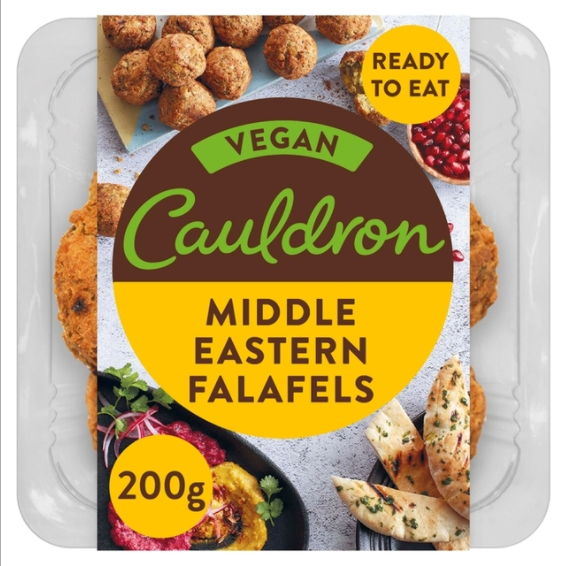 READY
TO EAT
VEGAN
Cauldron
MIDDLE
EASTERN
FALAFELS
200g